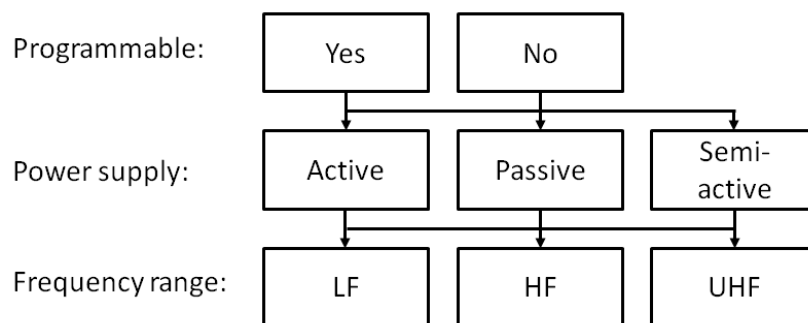 Programmable:
Yes
No
Power supply:
Active
Passive
Semi-
active
Frequency range:
LF
HF
UHF